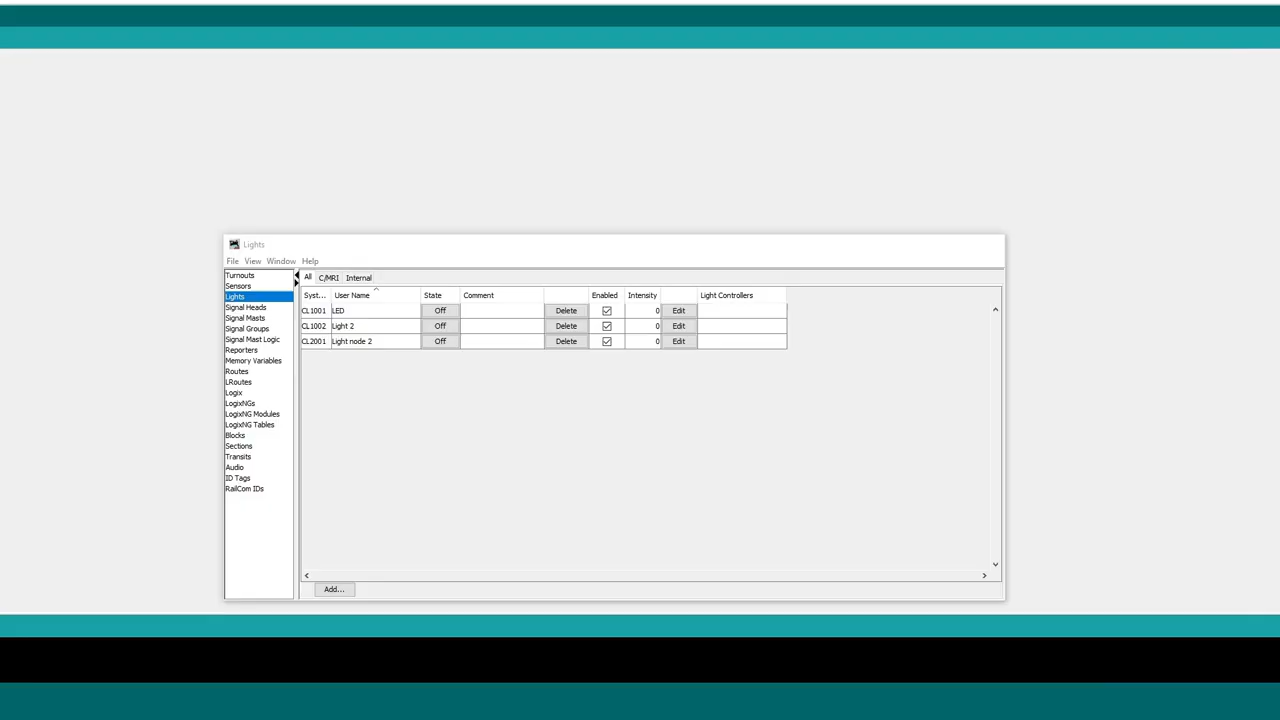 Lights
File View Window Help
Turnouts
Sensors
Lights
Signal Heads
Signal Masts
Signal Groups
Signal Mast Logic
Reporters
Memory Variables
Routes
LRoutes
Logix
LogixNGs
LogixNG Modules
LogixNG Tables
Blocks
Sections
Transits
Audio
ID Tags
RailCom IDs
All C/MRI Internal
Syst... User Name State Comment Enabled Intensity Light Controllers
CL1001 LED Off Delete 0 Edit
CL1002 Light 2 Off Delete 0 Edit
CL2001 Light node 2 Off Delete 0 Edit
Add...